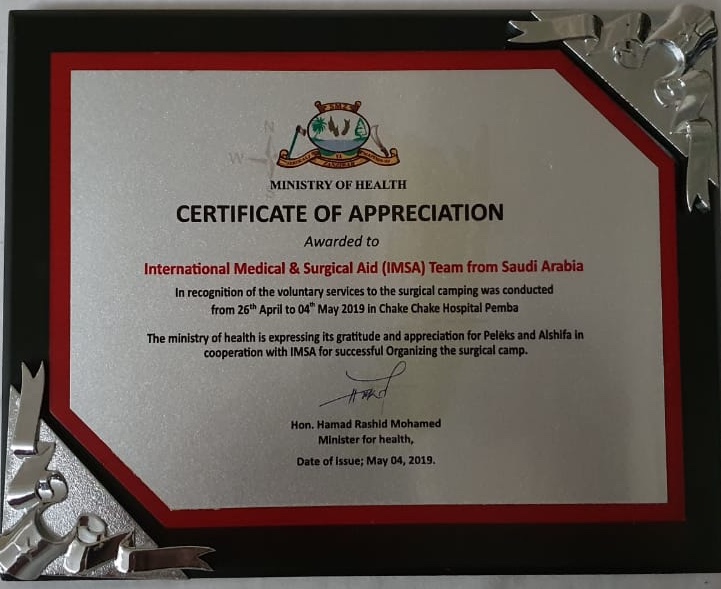 S.M.Z
ZANZIBAR
N
W
S
MINISTRY OF HEALTH
CERTIFICATE OF APPRECIATION
Awarded to
International Medical & Surgical Aid (IMSA) Team from Saudi Arabia
In recognition of the voluntary services to the surgical camping was conducted
from 26th April to 04th May 2019 in Chake Chake Hospital Pemba
The ministry of health is expressing its gratitude and appreciation for Peleks and Alshifa in
cooperation with IMSA for successful Organizing the surgical camp.
Hon. Hamad Rashid Mohamed
Minister for health,
Date of issue; May 04, 2019.